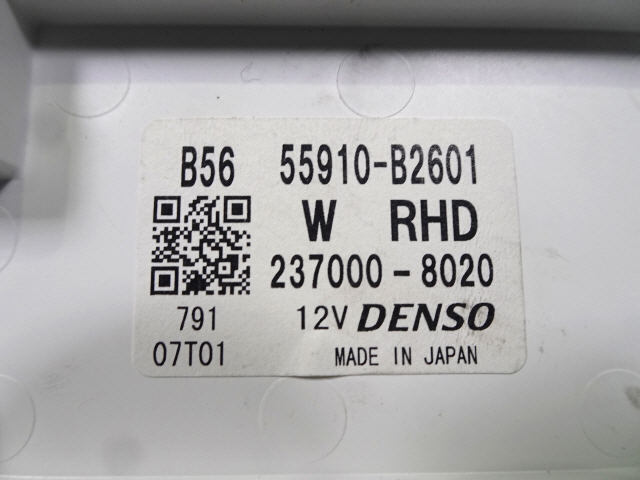 B56 55910-B2601
W RHD
237000-8020
791 12V DENSO
07T01 MADE IN JAPAN